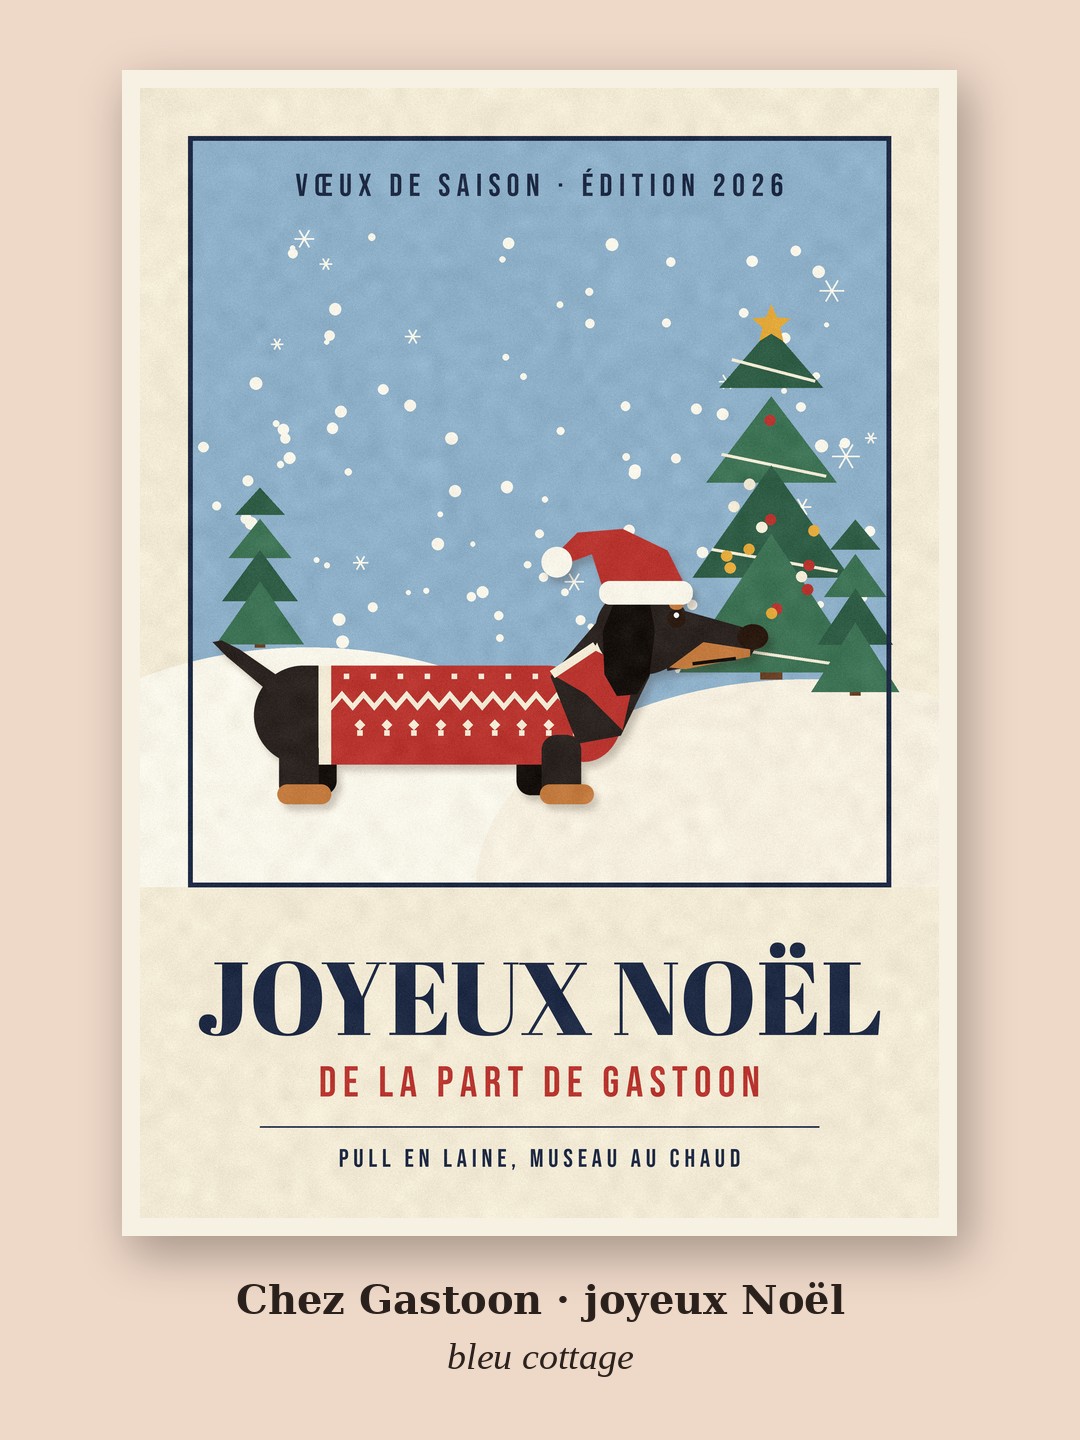 VŒUX DE SAISON · ÉDITION 2026
JOYEUX NOËL
DE LA PART DE GASTOON
PULL EN LAINE, MUSEAU AU CHAUD
Chez Gastoon · joyeux Noël
bleu cottage